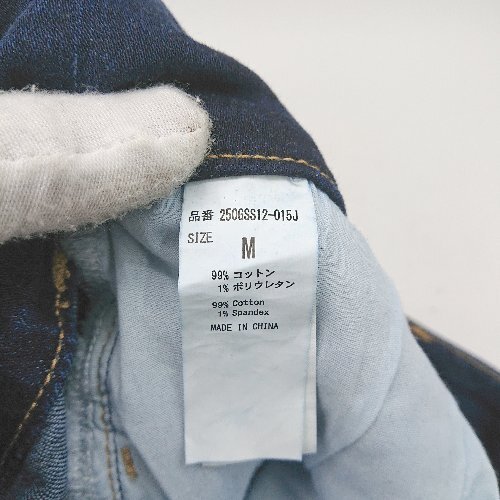 品番 250GSS12-015J
SIZE
M
99% コットン
1% ポリウレタン
99% Cotton
1% Spandex
MADE IN CHINA